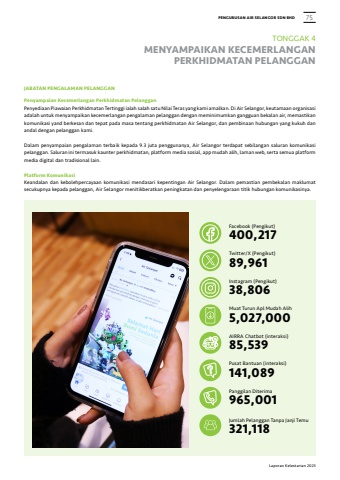 PENGURUSAN AIR SELANGOR SDN BHD 75
TONGGAK 4
MENYAMPAIKAN KECEMERLANGAN
PERKHIDMATAN PELANGGAN
JABATAN PENGALAMAN PELANGGAN
Penyampaian Kecemerlangan Perkhidmatan Pelanggan
Penyediaan Piawaian Perkhidmatan Tertinggi ialah salah satu Nilai Teras yang kami amalkan. Di Air Selangor, keutamaan organisasi
adalah untuk menyampaikan kecemerlangan pengalaman pelanggan dengan meminimumkan gangguan bekalan air, memastikan
komunikasi yang berkesan dan tepat pada masa tentang perkhidmatan Air Selangor, dan pembinaan hubungan yang kukuh dan
andal dengan pelanggan kami.
Dalam penyampaian pengalaman terbaik kepada 9.3 juta penggunanya, Air Selangor terdapat sebilangan saluran komunikasi
pelanggan. Saluran ini termasuk kaunter perkhidmatan, platform media sosial, app mudah alih, laman web, serta semua platform
media digital dan tradisional lain.
Platform Komunikasi
Keandalan dan kebolehpercayaan komunikasi mendasari kepentingan Air Selangor. Dalam pemastian pembekalan maklumat
secukupnya kepada pelanggan, Air Selangor menitikberatkan peningkatan dan penyelengaraan titik hubungan komunikasinya.
Facebook (Pengikut)
400,217
Twitter/X (Pengikut)
89,961
Instagram (Pengikut)
38,806
Muat Turun Apl Mudah Alih
5,027,000
AIRRA Chatbot (interaksi)
85,539
Pusat Bantuan (interaksi)
141,089
Panggilan Diterima
965,001
Jumlah Pelanggan Tanpa Janji Temu
321,118
Laporan Kelestarian 2023